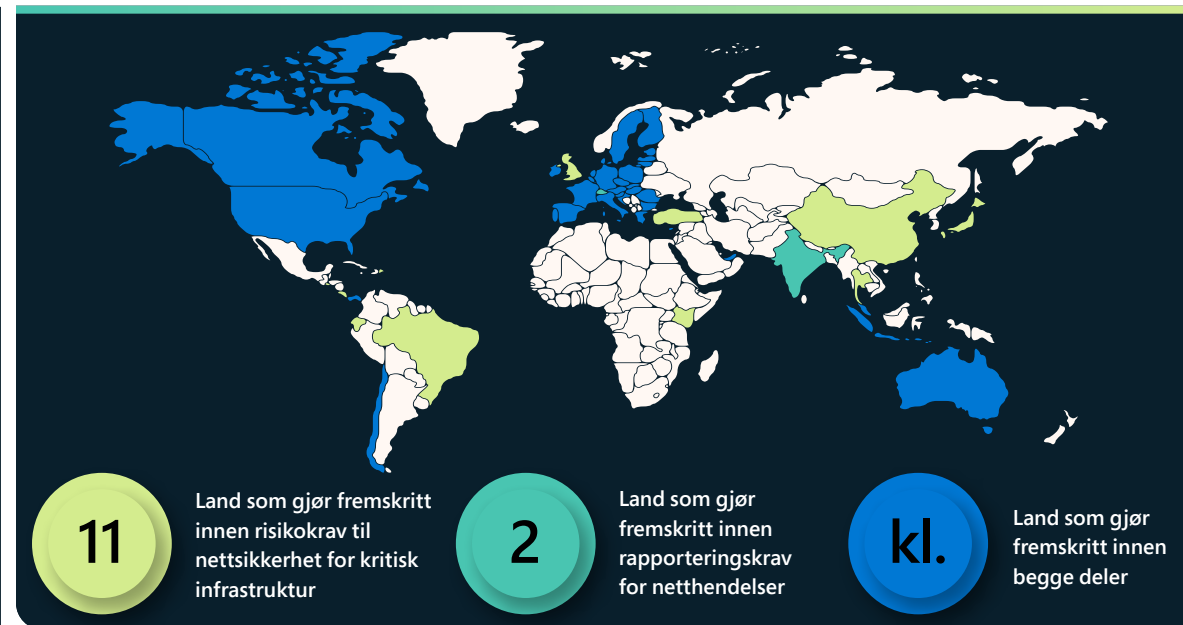 11
Land som gjør fremskritt
innen risikokrav til
nettsikkerhet for kritisk
infrastruktur
2
Land som gjør
fremskritt innen
rapporteringskrav
for netthendelser
kl.
Land som gjør
fremskritt innen
begge deler